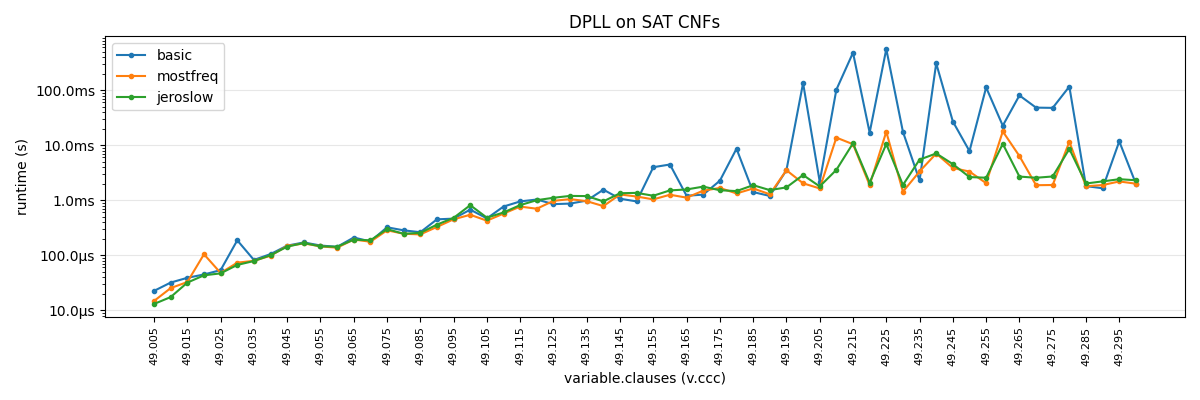 DPLL on SAT CNFs
basic
mostfreq
jeroslow
runtime (s)
100.0ms
10.0ms
1.0ms
100.0μs
10.0μs
49.005
49.015
49.025
49.035
49.045
49.055
49.065
49.075
49.085
49.095
49.105
49.115
49.125
49.135
49.145
49.155
49.165
49.175
49.185
49.195
49.205
49.215
49.225
49.235
49.245
49.255
49.265
49.275
49.285
49.295
variable.clauses (v.ccc)